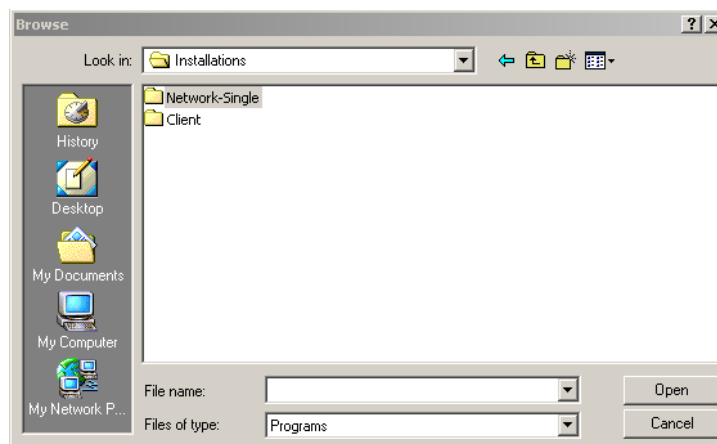 Browse
Look in: Installations
Network-Single
Client
History
Desktop
My Documents
My Computer
My Network P...
File name:
Open
Files of type: Programs
Cancel